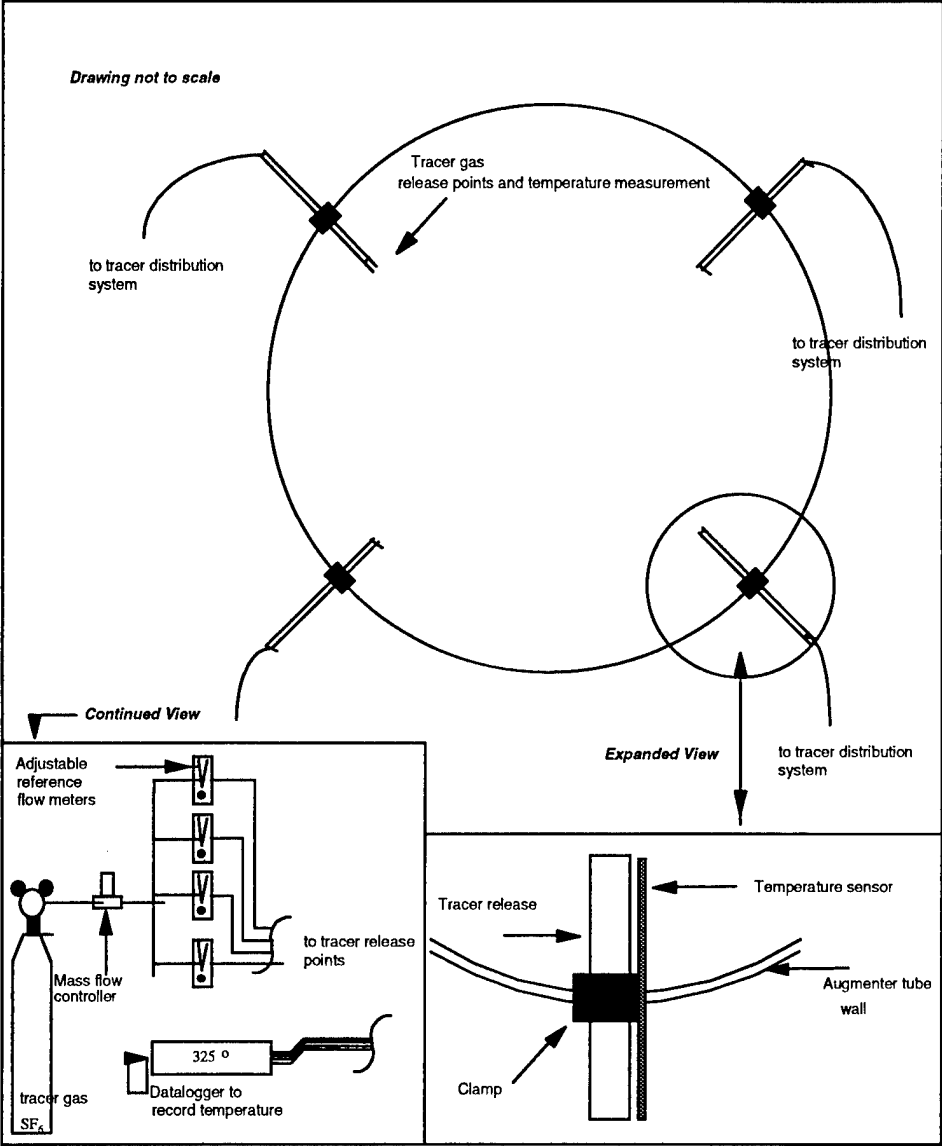 Drawing not to scale
Tracer gas
release points and temperature measurement
to tracer distribution
system
to tracer distribution
system
Continued View
Expanded View
to tracer distribution
system
Adjustable
reference
flow meters
to tracer release
points
Mass flow
controller
325 º
Datalogger to
record temperature
tracer gas
SF6
Temperature sensor
Tracer release
Augmenter tube
wall
Clamp